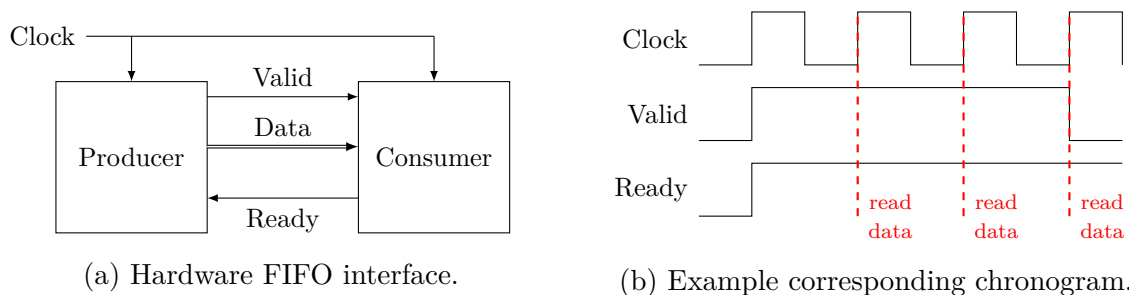 Clock
Valid
Data
Producer
Consumer
Ready
(a) Hardware FIFO interface.
Clock
Valid
Ready
read read read
data data data
(b) Example corresponding chronogram.